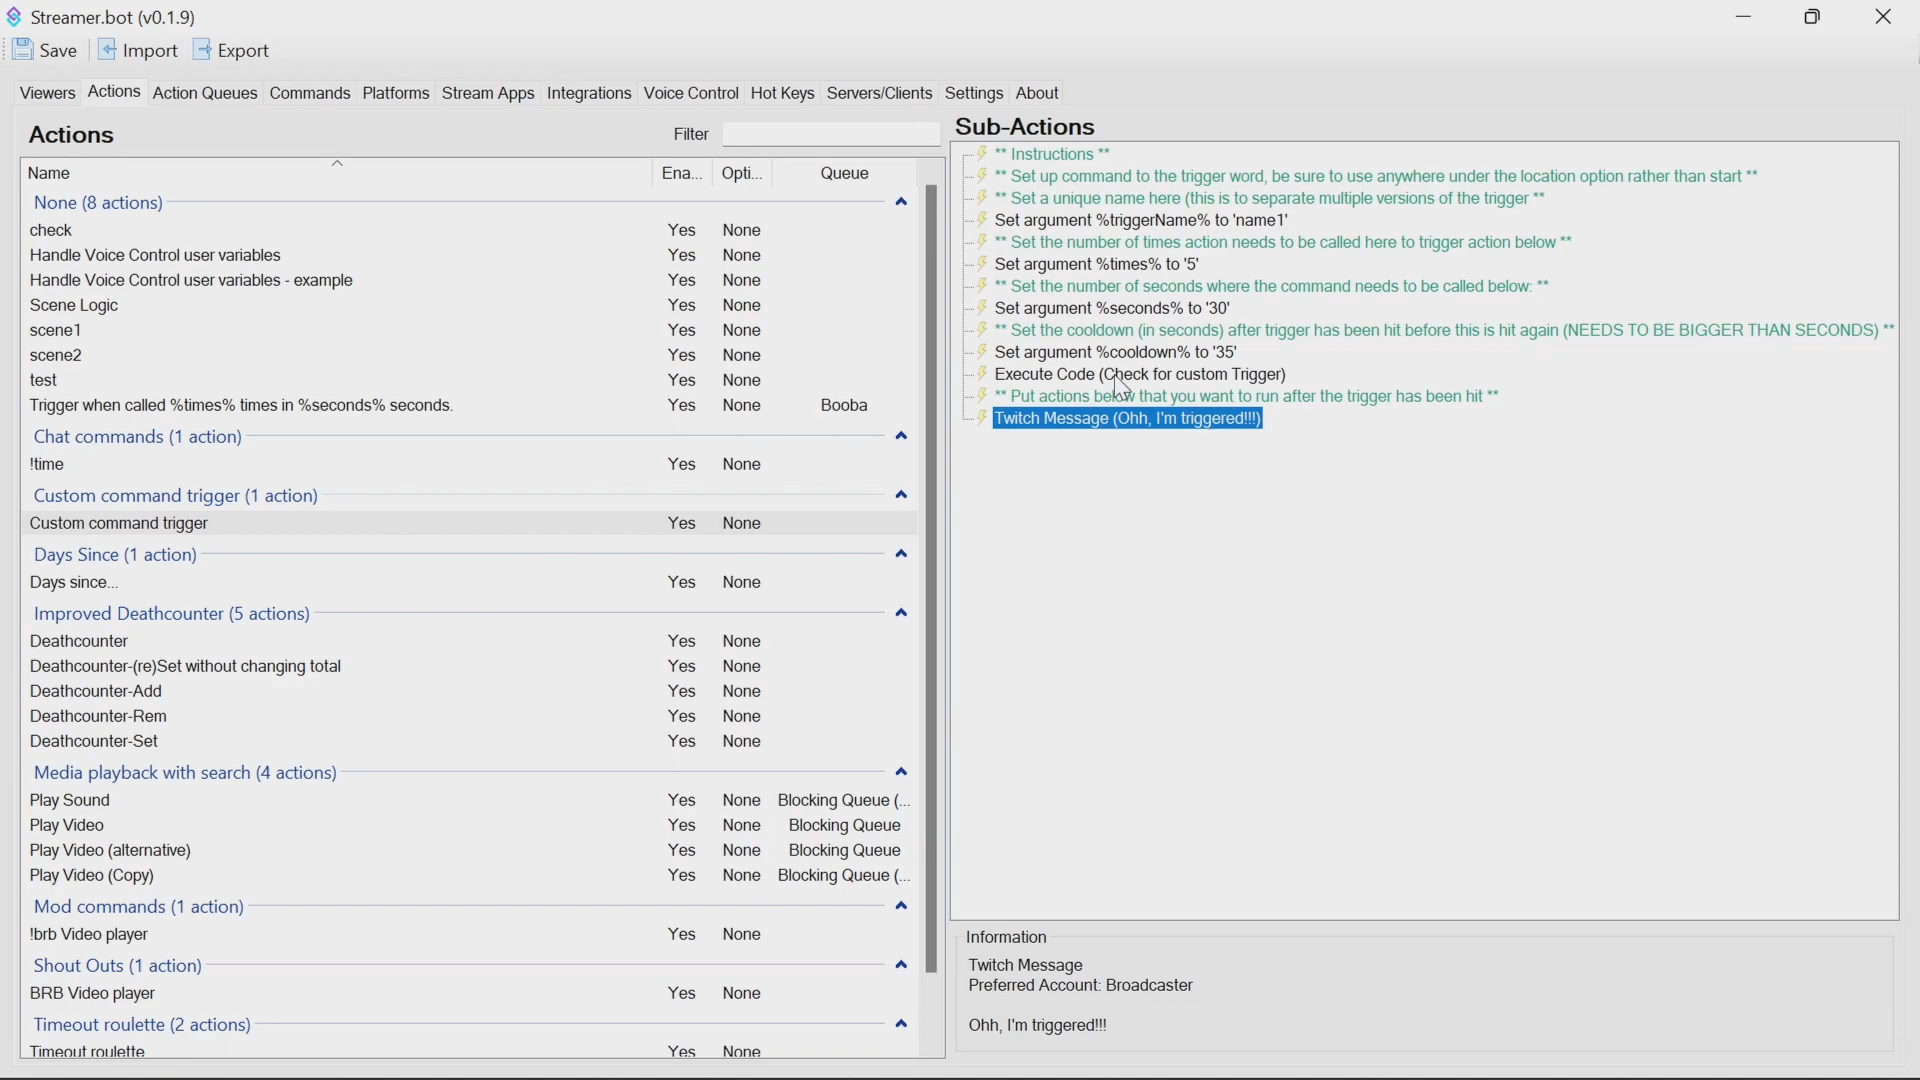 Streamer.bot (v0.1.9)
Save Import Export
Viewers Actions Action Queues Commands Platforms Stream Apps Integrations Voice Control Hot Keys Servers/Clients Settings About
Actions
Filter
Name Ena... Opti... Queue
None (8 actions)
check Yes None
Handle Voice Control user variables Yes None
Handle Voice Control user variables - example Yes None
Scene Logic Yes None
scene1 Yes None
scene2 Yes None
test Yes None
Trigger when called %times% times in %seconds% seconds. Yes None Booba
Chat commands (1 action)
!time Yes None
Custom command trigger (1 action)
Custom command trigger Yes None
Days Since (1 action)
Days since... Yes None
Improved Deathcounter (5 actions)
Deathcounter Yes None
Deathcounter-(re)Set without changing total Yes None
Deathcounter-Add Yes None
Deathcounter-Rem Yes None
Deathcounter-Set Yes None
Media playback with search (4 actions)
Play Sound Yes None Blocking Queue (...
Play Video Yes None Blocking Queue
Play Video (alternative) Yes None Blocking Queue
Play Video (Copy) Yes None Blocking Queue (...
Mod commands (1 action)
!brb Video player Yes None
Shout Outs (1 action)
BRB Video player Yes None
Timeout roulette (2 actions)
Timeout roulette Yes None
Sub-Actions
** Instructions **
** Set up command to the trigger word, be sure to use anywhere under the location option rather than start **
** Set a unique name here (this is to separate multiple versions of the trigger **
Set argument %triggerName% to 'name1'
** Set the number of times action needs to be called here to trigger action below **
Set argument %times% to '5'
** Set the number of seconds where the command needs to be called below: **
Set argument %seconds% to '30'
** Set the cooldown (in seconds) after trigger has been hit before this is hit again (NEEDS TO BE BIGGER THAN SECONDS) **
Set argument %cooldown% to '35'
Execute Code (Check for custom Trigger)
** Put actions below that you want to run after the trigger has been hit **
Twitch Message (Ohh, I'm triggered!!!)
Information
Twitch Message
Preferred Account: Broadcaster
Ohh, I'm triggered!!!